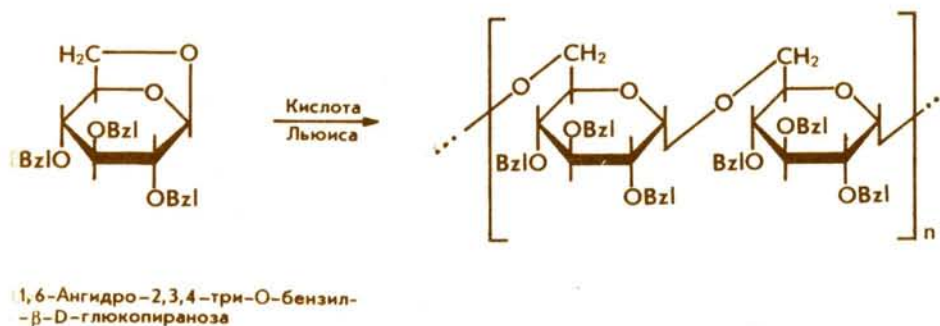 H₂C
O
O
OBzl
BzlO
OBzl
Кислота
Льюиса
O
CH₂
O
OBzl
BzlO
OBzl
O
CH₂
O
OBzl
BzlO
OBzl
n
1,6-Ангидро-2,3,4-три-O-бензил-
-β-D-глюкопираноза